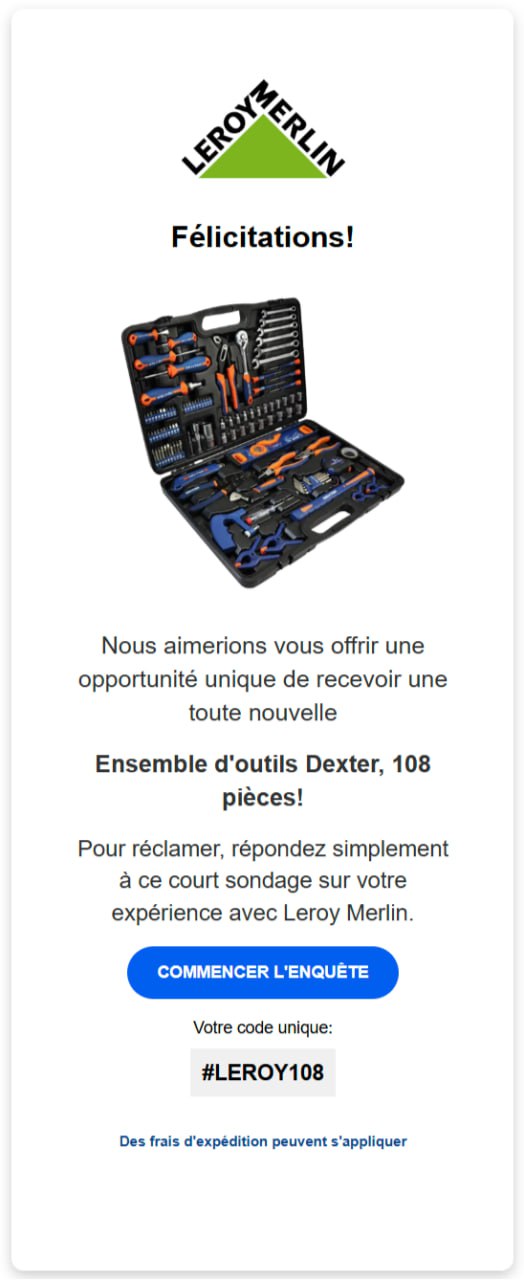 LEROY MERLIN
Félicitations!
Nous aimerions vous offrir une
opportunité unique de recevoir une
toute nouvelle
Ensemble d'outils Dexter, 108
pièces!
Pour réclamer, répondez simplement
à ce court sondage sur votre
expérience avec Leroy Merlin.
COMMENCER L'ENQUÊTE
Votre code unique:
#LEROY108
Des frais d'expédition peuvent s'appliquer